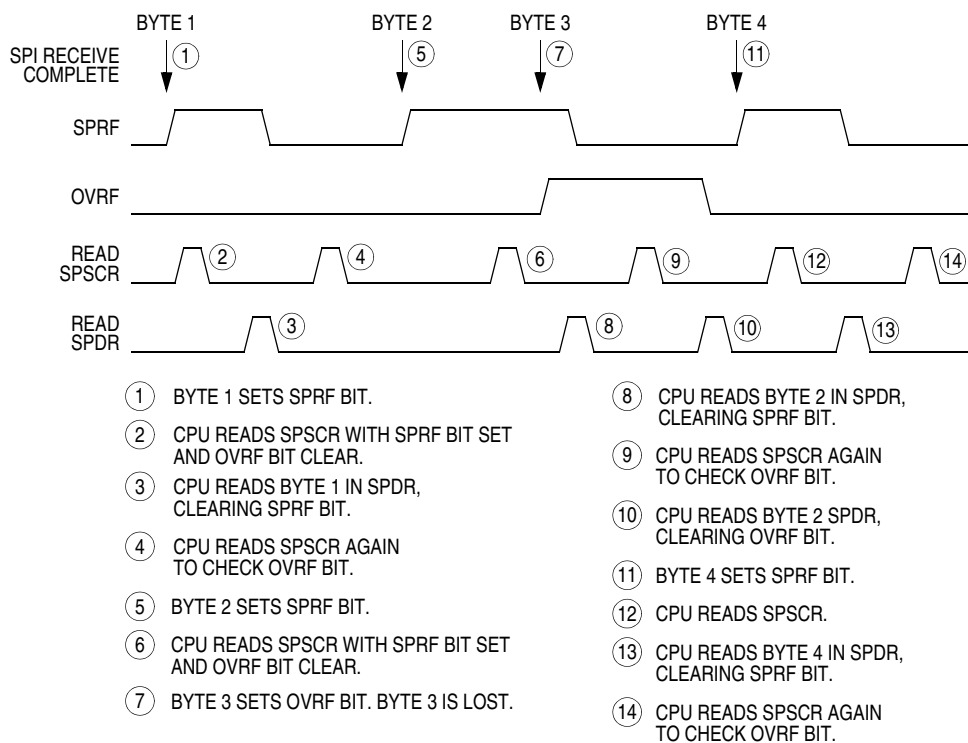 BYTE 1 BYTE 2 BYTE 3 BYTE 4
SPI RECEIVE
COMPLETE
1 5 7 11
SPRF
OVRF
READ
SPSCR
2 4 6 9 12 14
READ
SPDR
3 8 10 13
1 BYTE 1 SETS SPRF BIT.
2 CPU READS SPSCR WITH SPRF BIT SET
AND OVRF BIT CLEAR.
3 CPU READS BYTE 1 IN SPDR,
CLEARING SPRF BIT.
4 CPU READS SPSCR AGAIN
TO CHECK OVRF BIT.
5 BYTE 2 SETS SPRF BIT.
6 CPU READS SPSCR WITH SPRF BIT SET
AND OVRF BIT CLEAR.
7 BYTE 3 SETS OVRF BIT. BYTE 3 IS LOST.
8 CPU READS BYTE 2 IN SPDR,
CLEARING SPRF BIT.
9 CPU READS SPSCR AGAIN
TO CHECK OVRF BIT.
10 CPU READS BYTE 2 SPDR,
CLEARING OVRF BIT.
11 BYTE 4 SETS SPRF BIT.
12 CPU READS SPSCR.
13 CPU READS BYTE 4 IN SPDR,
CLEARING SPRF BIT.
14 CPU READS SPSCR AGAIN
TO CHECK OVRF BIT.